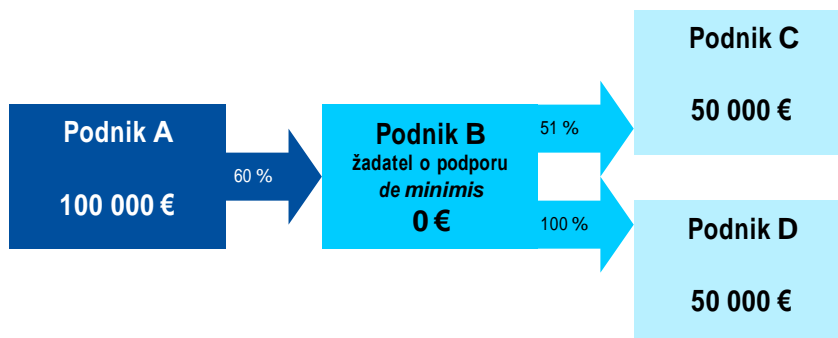 Podnik A
100 000 €
60 %
Podnik B
žadatel o podporu
de minimis
0 €
51 %
100 %
Podnik C
50 000 €
Podnik D
50 000 €